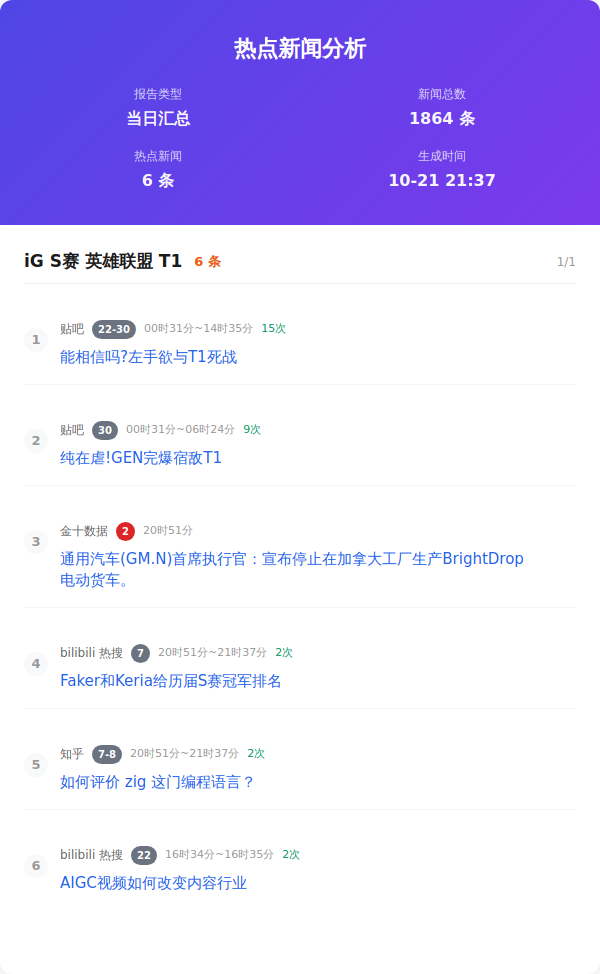 热点新闻分析
报告类型
新闻总数
当日汇总
1864 条
热点新闻
生成时间
6 条
10-21 21:37
iG S赛 英雄联盟 T1 6 条 1/1
1 贴吧 22-30 00时31分~14时35分 15次
能相信吗?左手欲与T1死战
2 贴吧 30 00时31分~06时24分 9次
纯在虐!GEN完爆宿敌T1
3 金十数据 2 20时51分
通用汽车(GM.N)首席执行官：宣布停止在加拿大工厂生产BrightDrop
电动货车。
4 bilibili 热搜 7 20时51分~21时37分 2次
Faker和Keria给历届S赛冠军排名
5 知乎 7-8 20时51分~21时37分 2次
如何评价 zig 这门编程语言？
6 bilibili 热搜 22 16时34分~16时35分 2次
AIGC视频如何改变内容行业